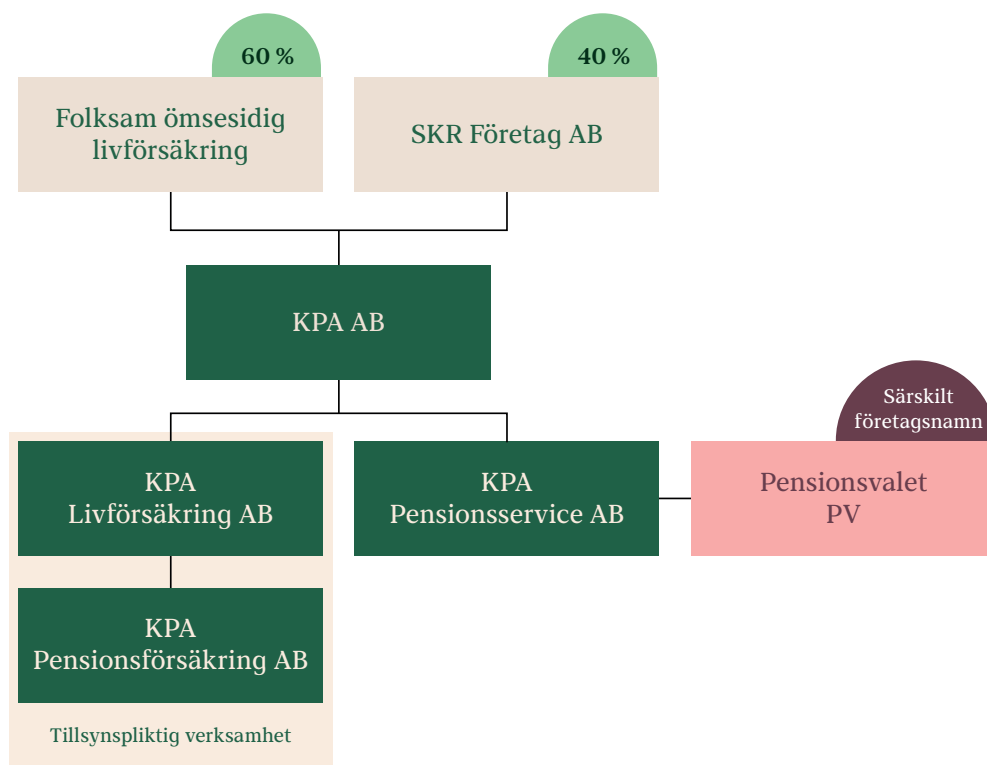 60 %
40 %
Folksam ömsesidig
livförsäkring
SKR Företag AB
KPA AB
Särskilt
företagsnamn
KPA
Livförsäkring AB
KPA
Pensionsservice AB
Pensionsvalet
PV
KPA
Pensionsförsäkring AB
Tillsynspliktig verksamhet